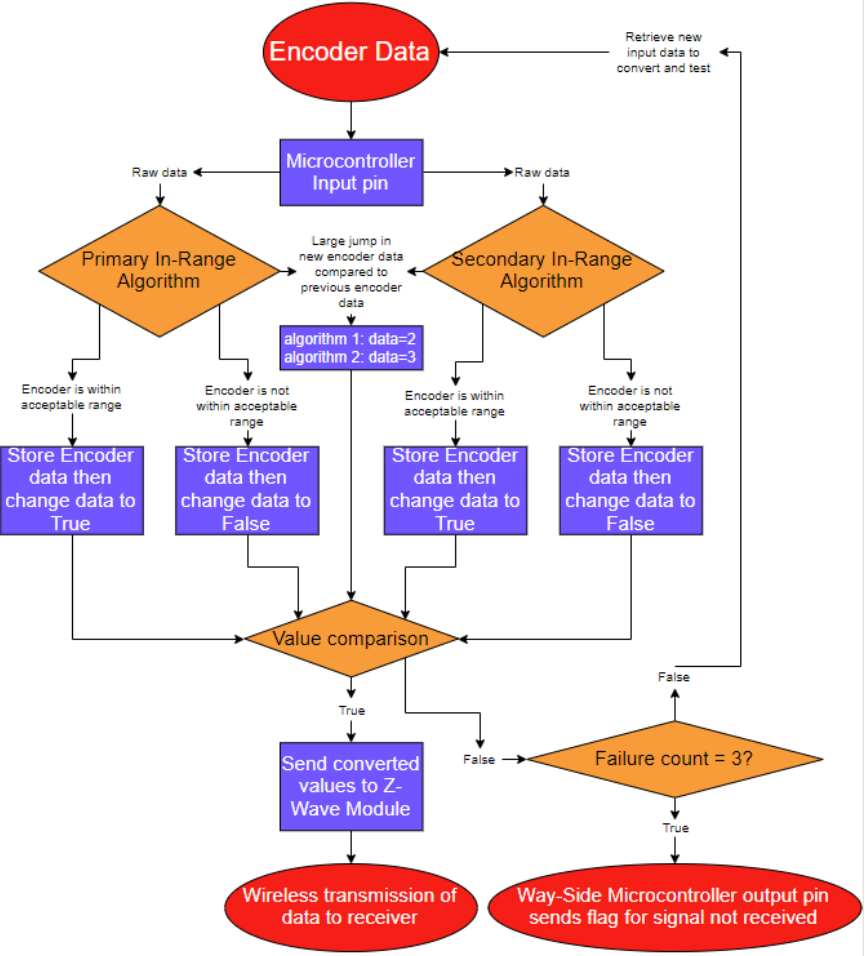 Encoder Data
Retrieve new
input data to
convert and test
Microcontroller
Input pin
Raw data
Raw data
Primary In-Range
Algorithm
Large jump in
new encoder data
compared to
previous encoder
data
Secondary In-Range
Algorithm
algorithm 1: data=2
algorithm 2: data=3
Encoder is within
acceptable range
Encoder is not
within acceptable
range
Encoder is within
acceptable range
Encoder is not
within acceptable
range
Store Encoder
data then
change data to
True
Store Encoder
data then
change data to
False
Store Encoder
data then
change data to
True
Store Encoder
data then
change data to
False
Value comparison
True
False
Failure count = 3?
False
True
Send converted
values to Z-
Wave Module
Wireless transmission of
data to receiver
Way-Side Microcontroller output pin
sends flag for signal not received